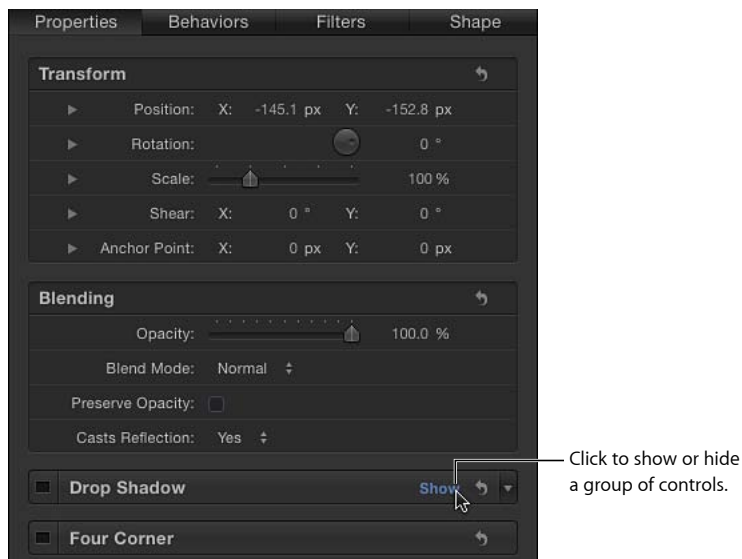 Properties Behaviors Filters Shape
Transform
Position: X: -145.1 px Y: -152.8 px
Rotation: 0 °
Scale: 100 %
Shear: X: 0 ° Y: 0 °
Anchor Point: X: 0 px Y: 0 px
Blending
Opacity: 100.0 %
Blend Mode: Normal
Preserve Opacity:
Casts Reflection: Yes
Drop Shadow Show
Click to show or hide
a group of controls.
Four Corner